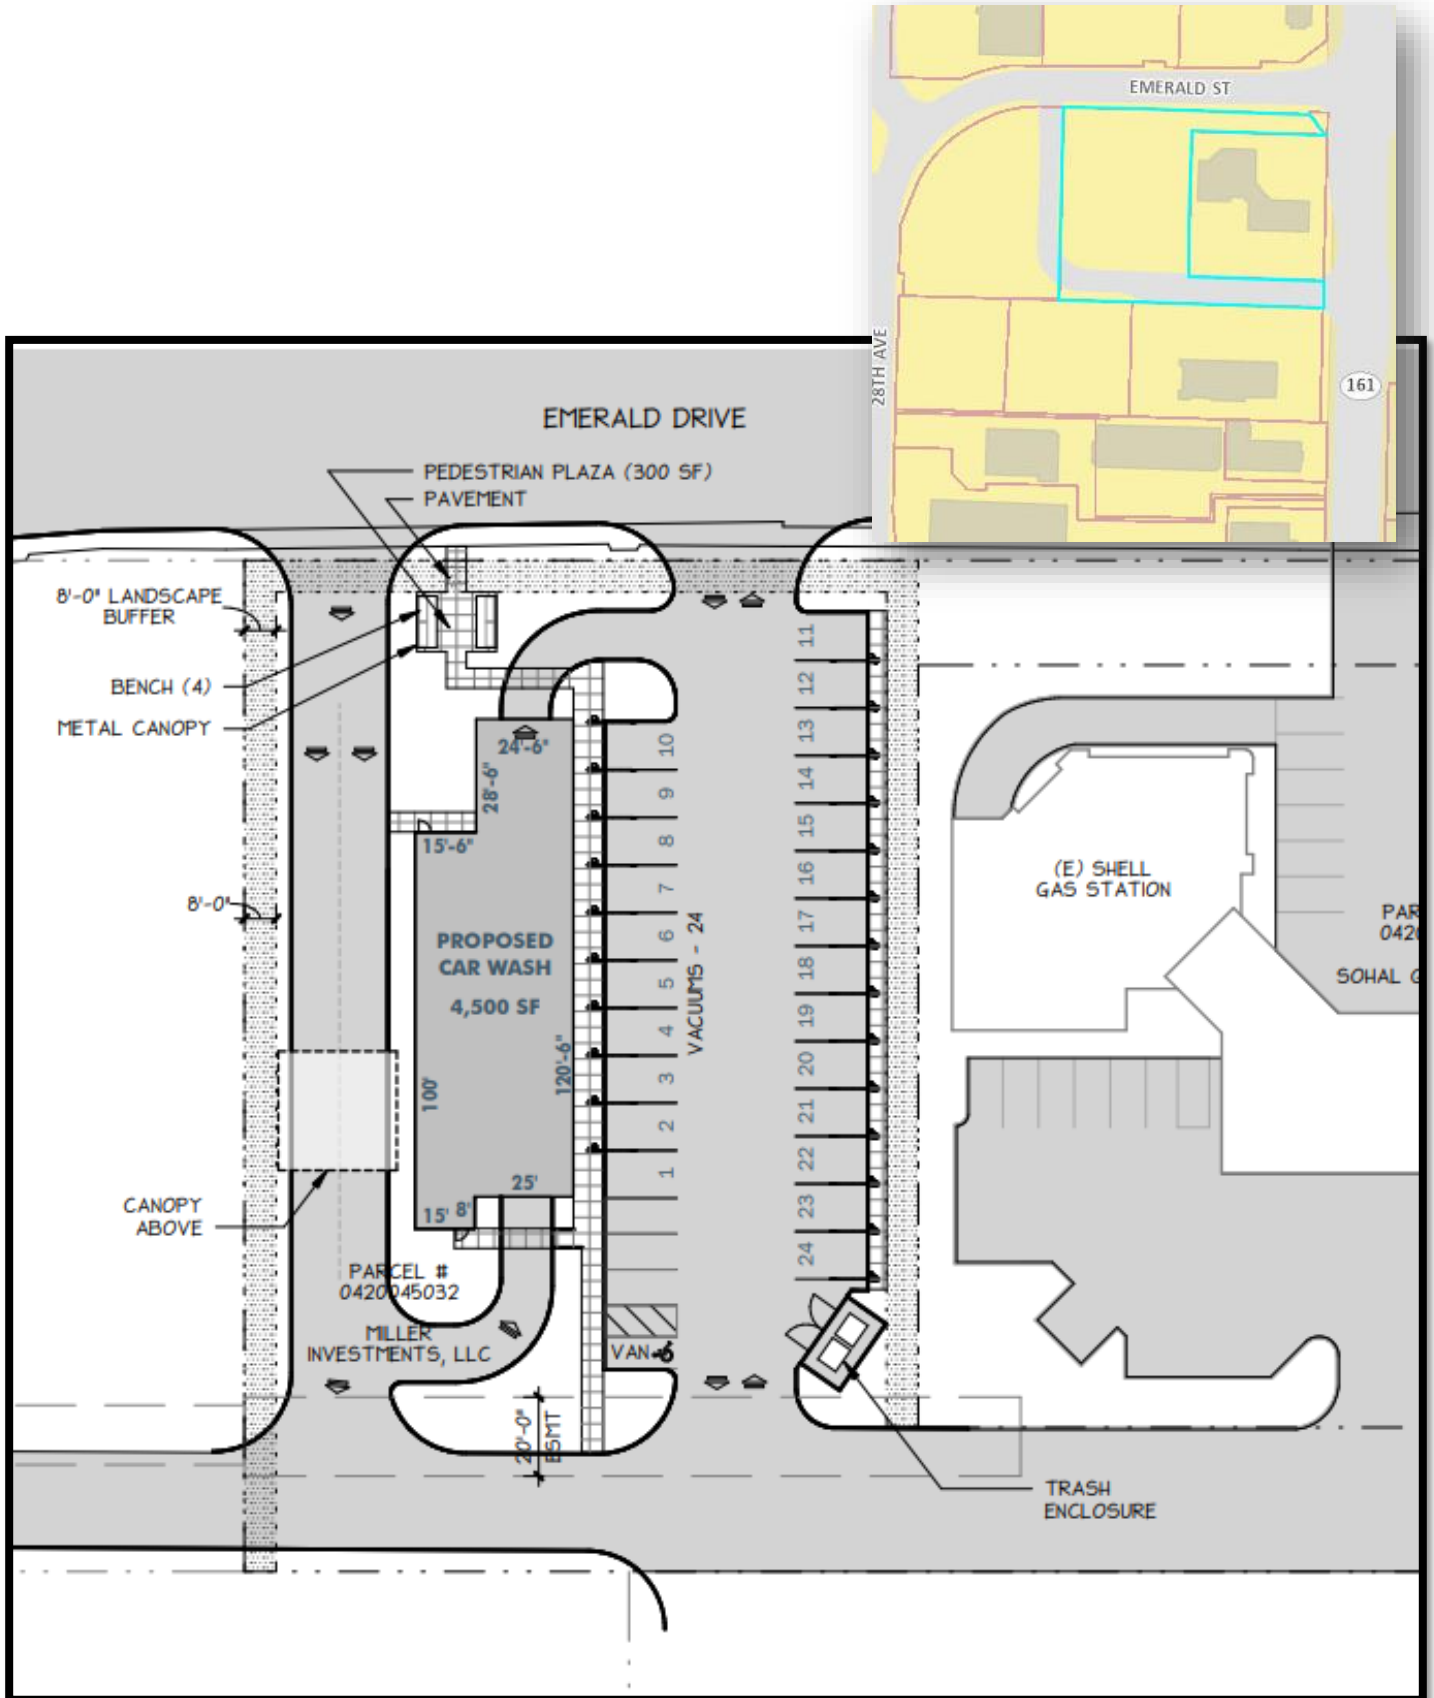 EMERALD ST
28TH AVE
161
EMERALD DRIVE
PEDESTRIAN PLAZA (300 SF)
PAVEMENT
8'-0" LANDSCAPE
BUFFER
BENCH (4)
METAL CANOPY
8'-0"
CANOPY
ABOVE
24'-6"
28'-6"
15'-6"
PROPOSED
CAR WASH
4,500 SF
100'
120'-6"
25'
15'
8'
PARCEL #
0420045032
MILLER
INVESTMENTS, LLC
20'-0"
ESMT
10
9
8
7
6
5
4
3
2
1
VAN
VACUUMS - 24
11
12
13
14
15
16
17
18
19
20
21
22
23
24
(E) SHELL
GAS STATION
PAR
042
SOHAL
TRASH
ENCLOSURE